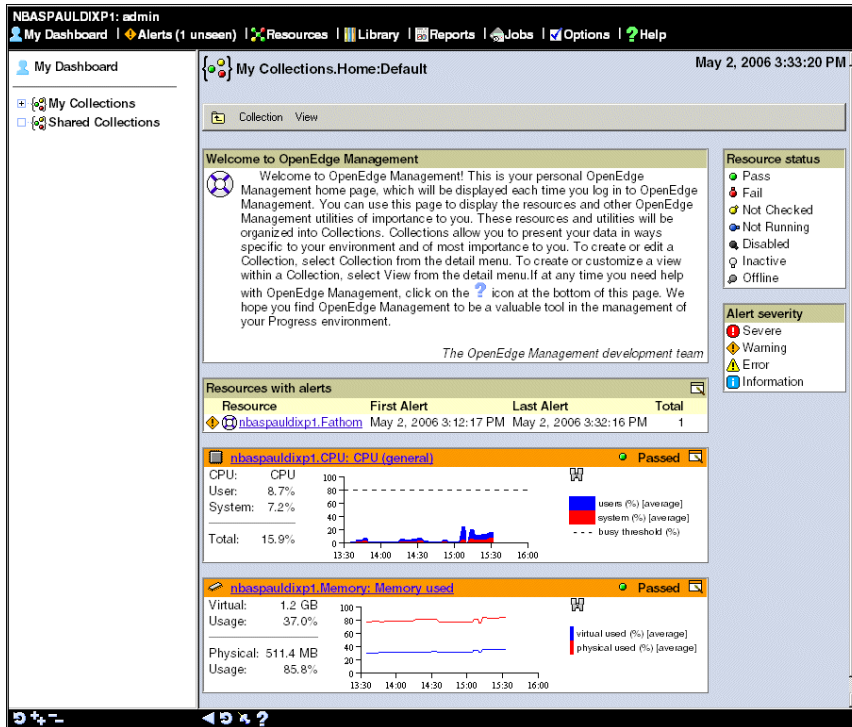 NBASPAULDIXP1: admin
My Dashboard | Alerts (1 unseen) | Resources | Library | Reports | Jobs | Options | ? Help
My Dashboard
My Collections
Shared Collections
My Collections.Home:Default
May 2, 2006 3:33:20 PM
Collection View
Welcome to OpenEdge Management
Welcome to OpenEdge Management! This is your personal OpenEdge
Management home page, which will be displayed each time you log in to OpenEdge
Management. You can use this page to display the resources and other OpenEdge
Management utilities of importance to you. These resources and utilities will be
organized into Collections. Collections allow you to present your data in ways
specific to your environment and of most importance to you. To create or edit a
Collection, select Collection from the detail menu. To create or customize a view
within a Collection, select View from the detail menu.If at any time you need help
with OpenEdge Management, click on the ? icon at the bottom of this page. We
hope you find OpenEdge Management to be a valuable tool in the management of
your Progress environment.
The OpenEdge Management development team
Resource status
Pass
Fail
Not Checked
Not Running
Disabled
Inactive
Offline
Alert severity
Severe
Warning
Error
Information
Resources with alerts
Resource First Alert Last Alert Total
nbaspauldixp1.Fathom May 2, 2006 3:12:17 PM May 2, 2006 3:32:16 PM 1
nbaspauldixp1.CPU: CPU (general) Passed
CPU: CPU
User: 8.7%
System: 7.2%
Total: 15.9%
100
80
60
40
20
0
13:30 14:00 14:30 15:00 15:30 16:00
users (%) [average]
system (%) [average]
busy threshold (%)
nbaspauldixp1.Memory: Memory used Passed
Virtual: 1.2 GB
Usage: 37.0%
Physical: 511.4 MB
Usage: 85.8%
100
80
60
40
20
0
13:30 14:00 14:30 15:00 15:30 16:00
virtual used (%) [average]
physical used (%) [average]